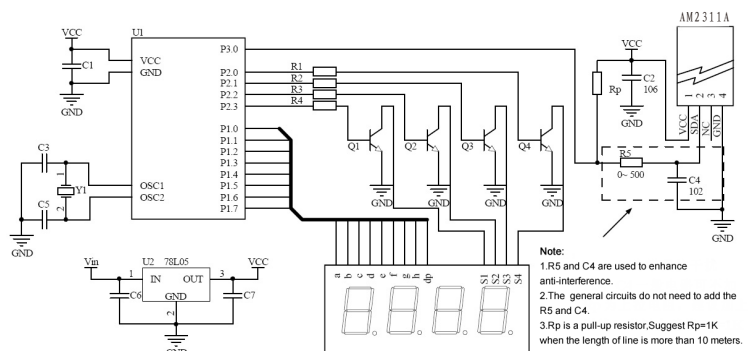 AM2311A
VCC
U1
VCC
GND
C1
GND
P3.0
P2.0
P2.1
P2.2
P2.3
R1
R2
R3
R4
P1.0
P1.1
P1.2
P1.3
P1.4
P1.5
P1.6
P1.7
OSC1
OSC2
C3
1
Y1
2
C5
GND
Q1
Q2
Q3
Q4
GND
GND
GND
GND
VCC
Rp
C2
106
GND
1
2
3
4
VCC
SDA
NC
GND
R5
0~ 500
C4
102
GND
Vin
U2 78L05
VCC
1
IN
OUT
3
GND
2
C6
C7
GND
a
b
c
d
e
f
g
h
dp
S1
S2
S3
S4
Note:
1.R5 and C4 are used to enhance
anti-interference.
2.The general circuits do not need to add the
R5 and C4.
3.Rp is a pull-up resistor,Suggest Rp=1K
when the length of line is more than 10 meters.